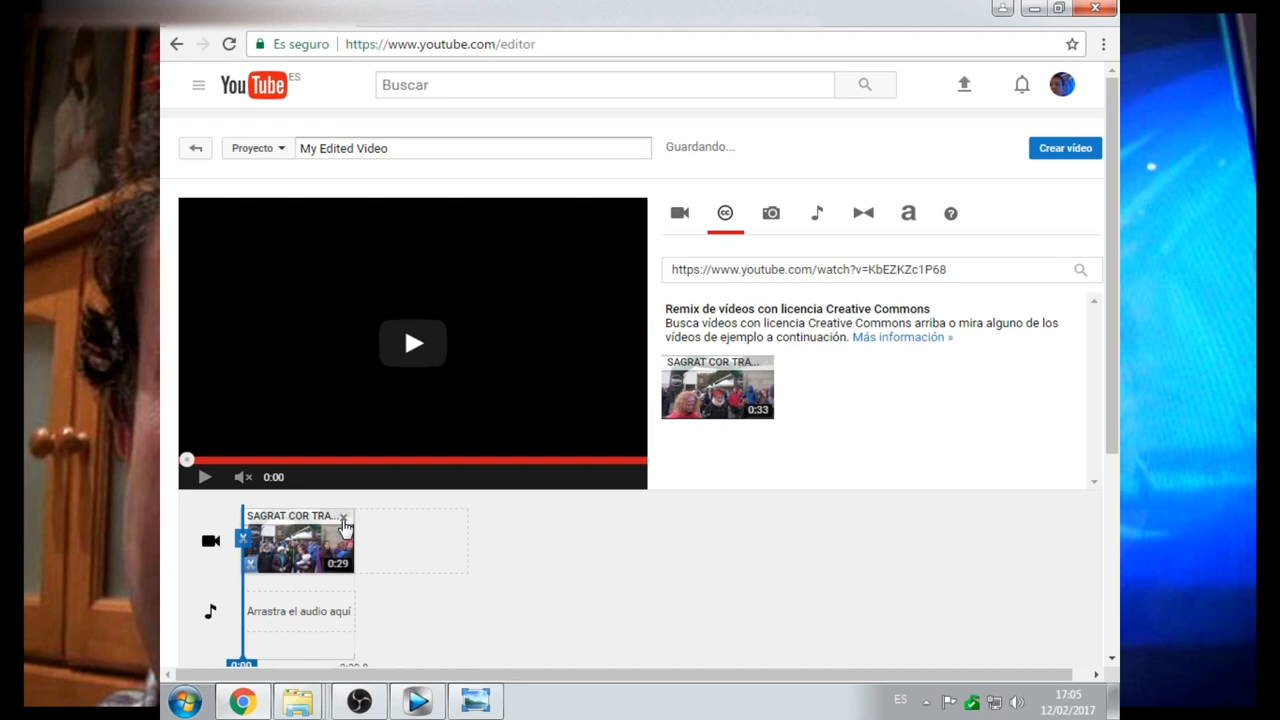 Es seguro
https://www.youtube.com/editor
YouTube ES
Buscar
Proyecto
My Edited Video
Guardando...
Crear vídeo
cc
a
?
https://www.youtube.com/watch?v=KbEZKZc1P68
Remix de vídeos con licencia Creative Commons
Busca vídeos con licencia Creative Commons arriba o mira alguno de los
vídeos de ejemplo a continuación. Más información »
SAGRAT COR TRA...
0:33
0:00
SAGRAT COR TRA...
0:29
Arrastra el audio aquí
0:00
ES
17:05
12/02/2017